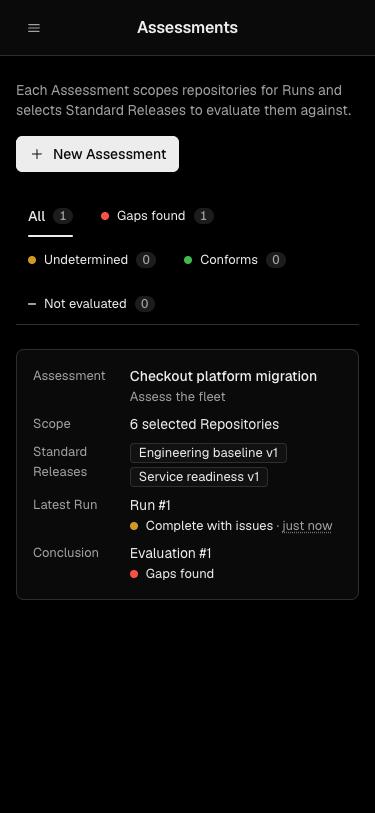 Assessments
Each Assessment scopes repositories for Runs and
selects Standard Releases to evaluate them against.
New Assessment
All 1 Gaps found 1
Undetermined 0 Conforms 0
Not evaluated 0
Assessment Checkout platform migration
Assess the fleet
Scope 6 selected Repositories
Standard Releases Engineering baseline v1
Service readiness v1
Latest Run Run #1
Complete with issues · just now
Conclusion Evaluation #1
Gaps found